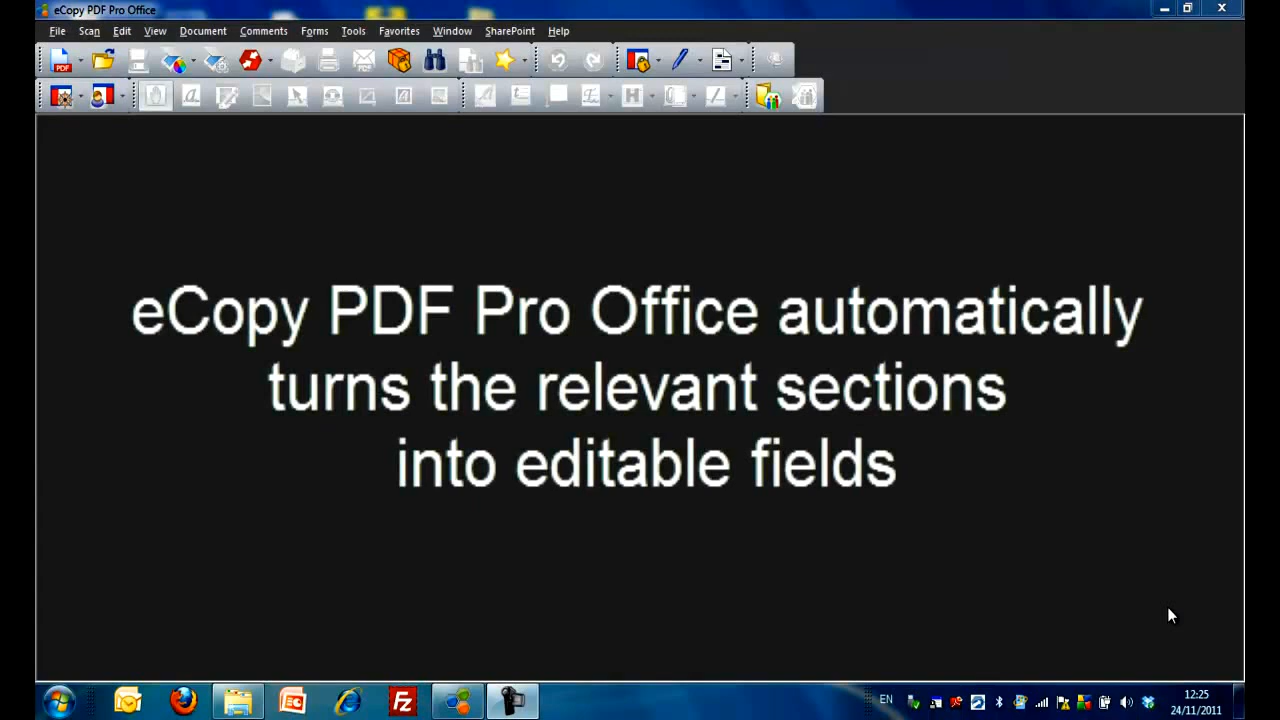 eCopy PDF Pro Office
File Scan Edit View Document Comments Forms Tools Favorites Window SharePoint Help
PDF
eCopy PDF Pro Office automatically
turns the relevant sections
into editable fields
EN
12:25
24/11/2011